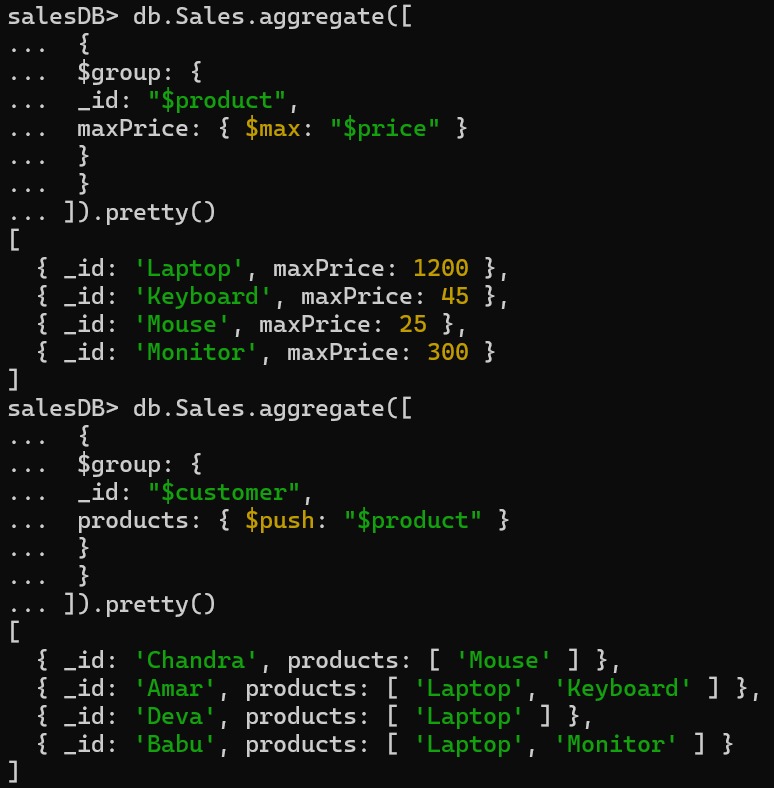 salesDB> db.Sales.aggregate([
...  {
...  $group: {
...  _id: "$product",
...  maxPrice: { $max: "$price" }
...  }
...  }
... ]).pretty()
[
  { _id: 'Laptop', maxPrice: 1200 },
  { _id: 'Keyboard', maxPrice: 45 },
  { _id: 'Mouse', maxPrice: 25 },
  { _id: 'Monitor', maxPrice: 300 }
]
salesDB> db.Sales.aggregate([
...  {
...  $group: {
...  _id: "$customer",
...  products: { $push: "$product" }
...  }
...  }
... ]).pretty()
[
  { _id: 'Chandra', products: [ 'Mouse' ] },
  { _id: 'Amar', products: [ 'Laptop', 'Keyboard' ] },
  { _id: 'Deva', products: [ 'Laptop' ] },
  { _id: 'Babu', products: [ 'Laptop', 'Monitor' ] }
]